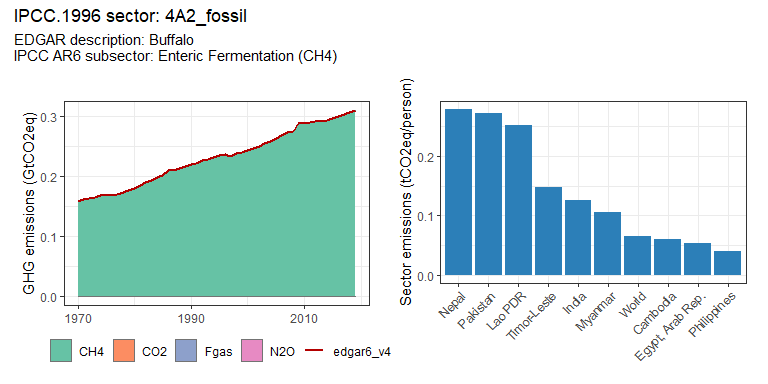 IPCC.1996 sector: 4A2_fossil
EDGAR description: Buffalo
IPCC AR6 subsector: Enteric Fermentation (CH4)
GHG emissions (GtCO2eq)
0.3
0.2
0.1
0.0
1970
1990
2010
CH4
CO2
Fgas
N2O
edgar6_v4
Sector emissions (tCO2eq/person)
0.2
0.1
0.0
Nepal
Pakistan
Lao PDR
Timor-Leste
India
Myanmar
World
Cambodia
Egypt, Arab Rep.
Philippines